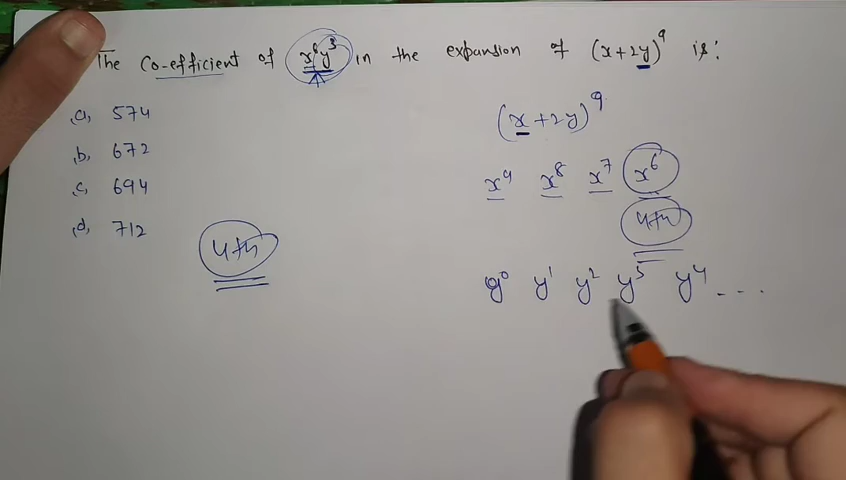 The Co-efficient of x⁶y³ in the expansion of (x+2y)⁹ is:
a, 574
b, 672
c, 694
d, 712
4th
(x+2y)⁹
x⁹ x⁸ x⁷ x⁶
4th
y⁰ y¹ y² y³ y⁴ ---